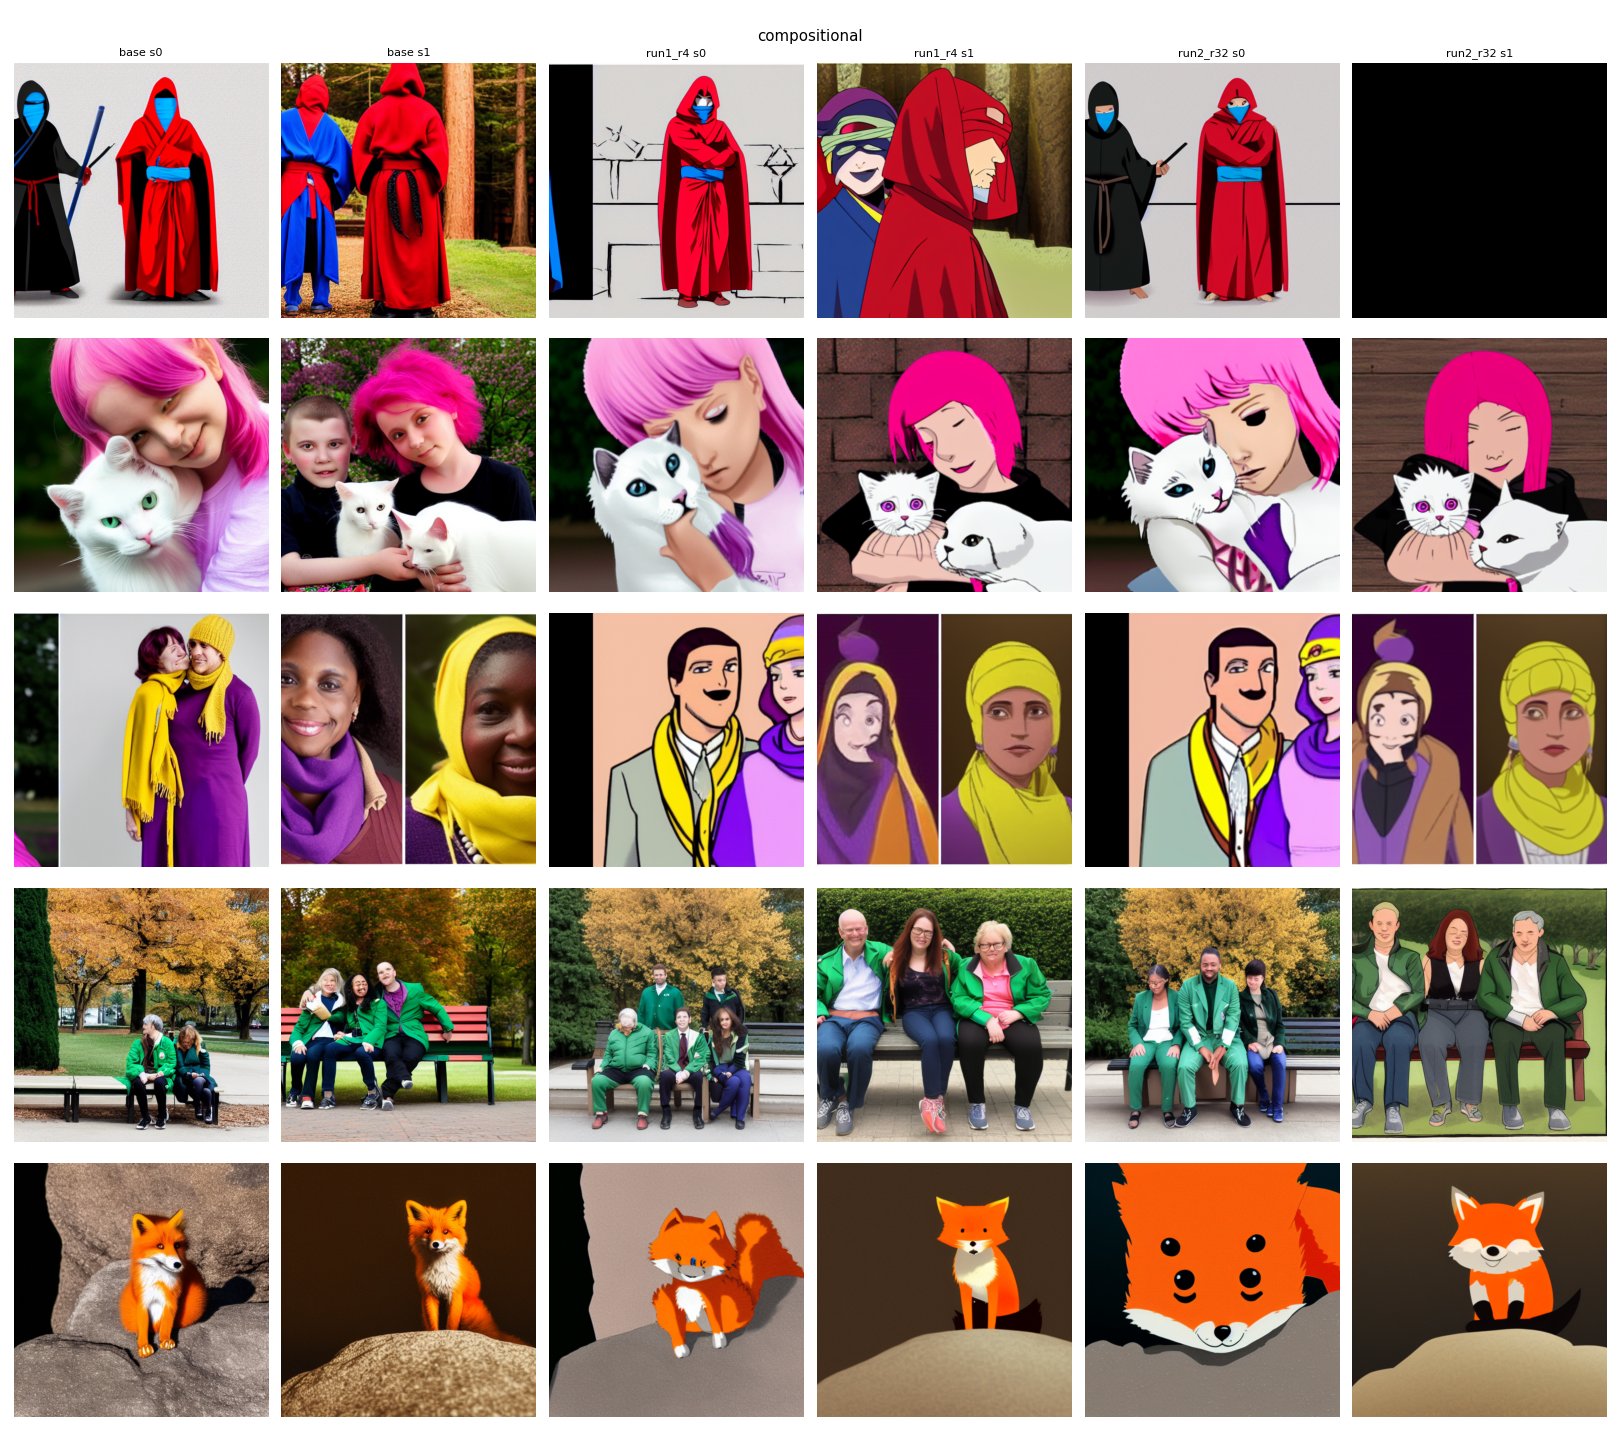 compositional
base s0
base s1
run1_r4 s0
run1_r4 s1
run2_r32 s0
run2_r32 s1